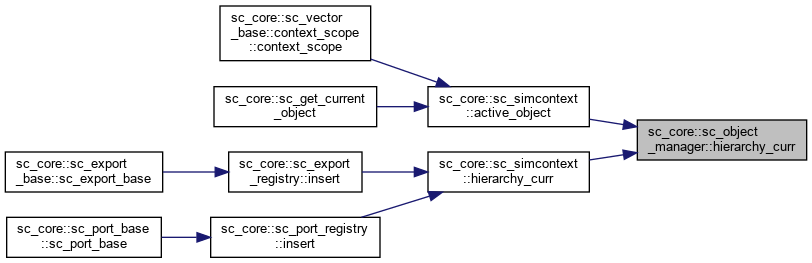 sc_core::sc_vector
_base::context_scope
::context_scope
sc_core::sc_get_current
_object
sc_core::sc_simcontext
::active_object
sc_core::sc_object
_manager::hierarchy_curr
sc_core::sc_export
_base::sc_export_base
sc_core::sc_export
_registry::insert
sc_core::sc_simcontext
::hierarchy_curr
sc_core::sc_port_base
::sc_port_base
sc_core::sc_port_registry
::insert